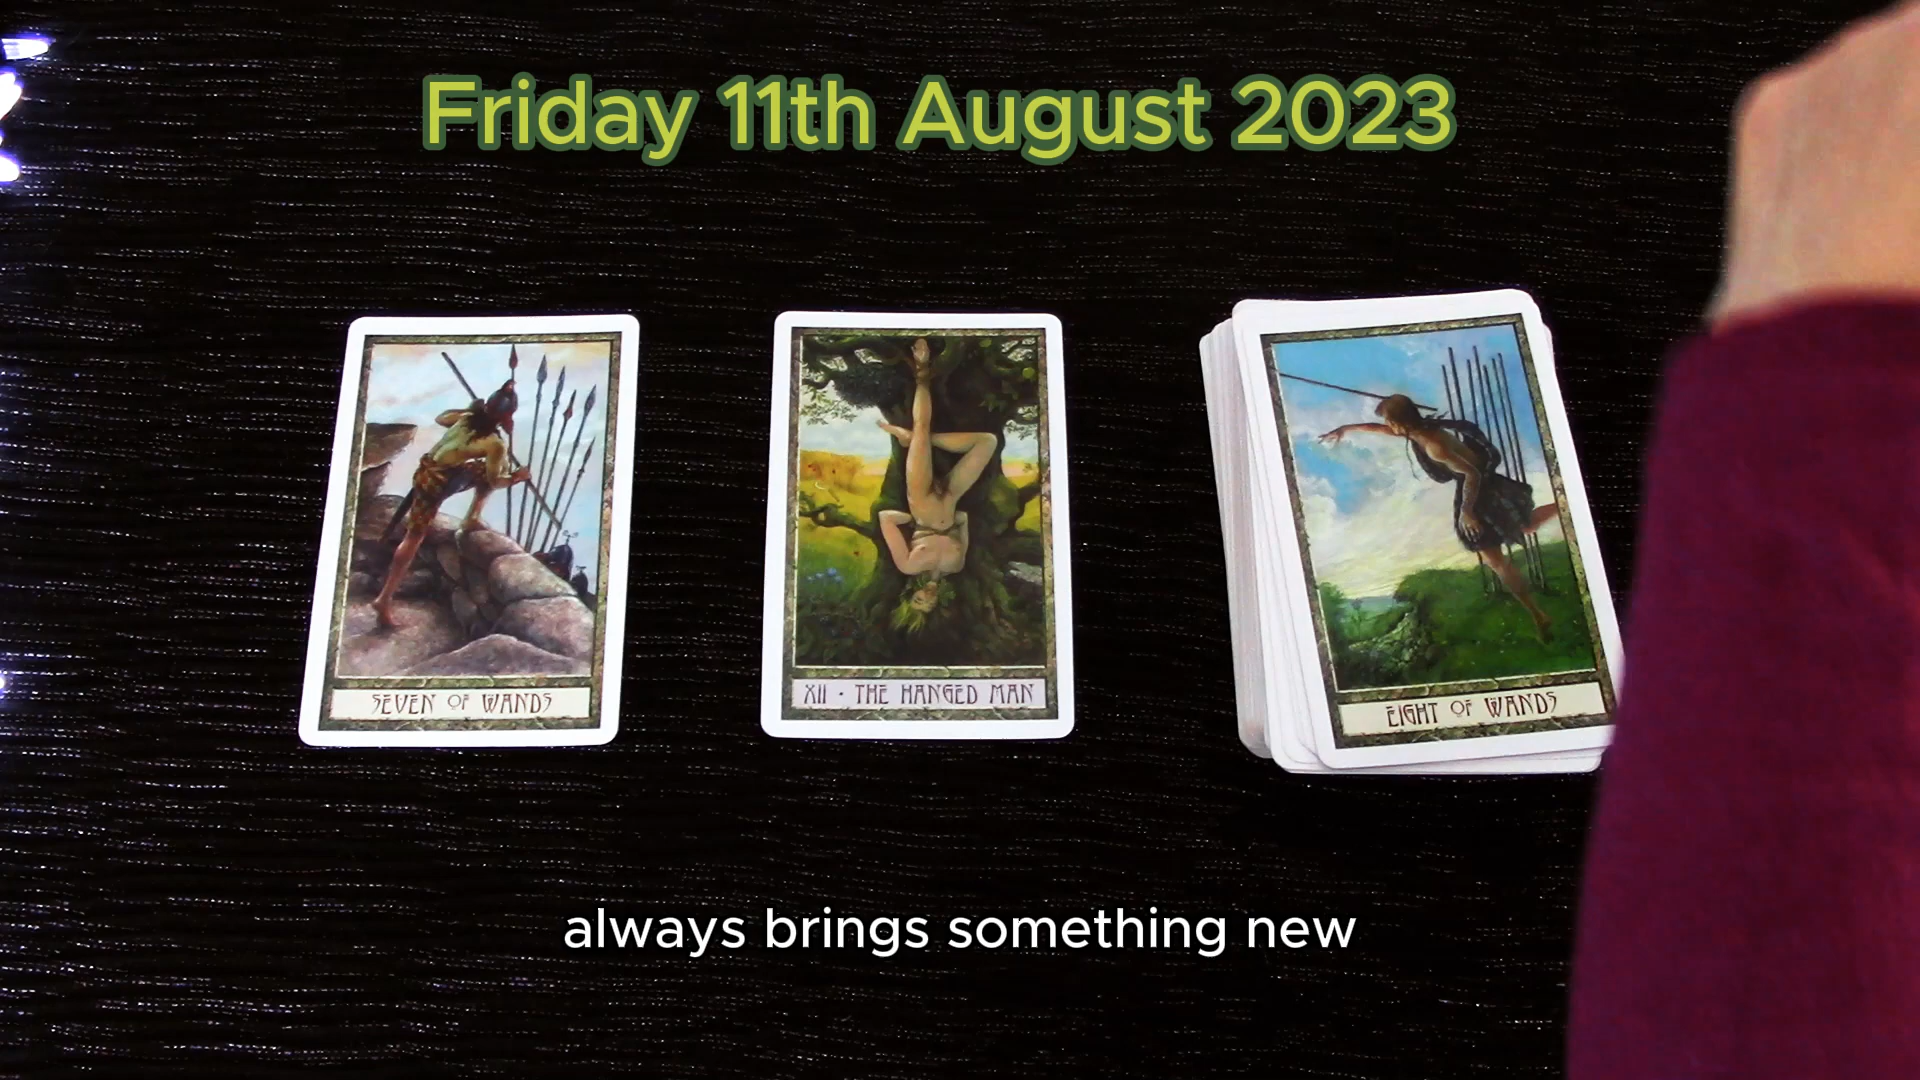 Friday 11th August 2023
SEVEN OF WANDS
XII • THE HANGED MAN
EIGHT OF WANDS
always brings something new